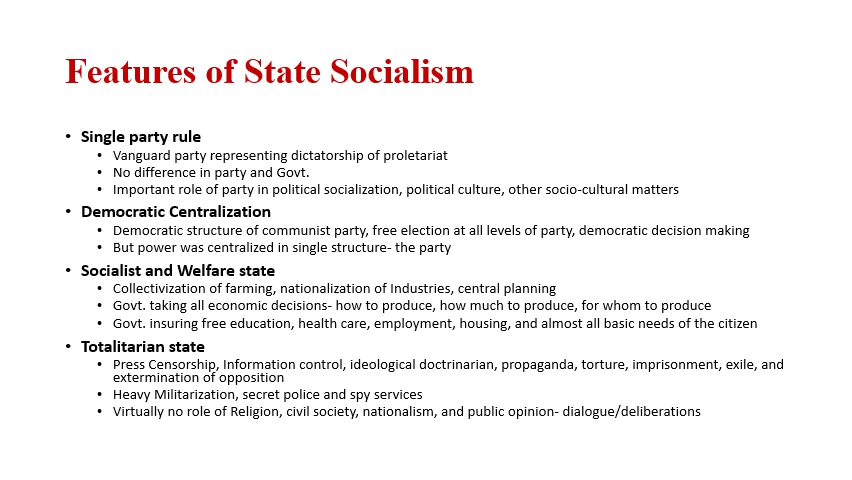 Features of State Socialism
• Single party rule
• Vanguard party representing dictatorship of proletariat
• No difference in party and Govt.
• Important role of party in political socialization, political culture, other socio-cultural matters
• Democratic Centralization
• Democratic structure of communist party, free election at all levels of party, democratic decision making
• But power was centralized in single structure- the party
• Socialist and Welfare state
• Collectivization of farming, nationalization of Industries, central planning
• Govt. taking all economic decisions- how to produce, how much to produce, for whom to produce
• Govt. insuring free education, health care, employment, housing, and almost all basic needs of the citizen
• Totalitarian state
• Press Censorship, Information control, ideological doctrinarian, propaganda, torture, imprisonment, exile, and
extermination of opposition
• Heavy Militarization, secret police and spy services
• Virtually no role of Religion, civil society, nationalism, and public opinion- dialogue/deliberations